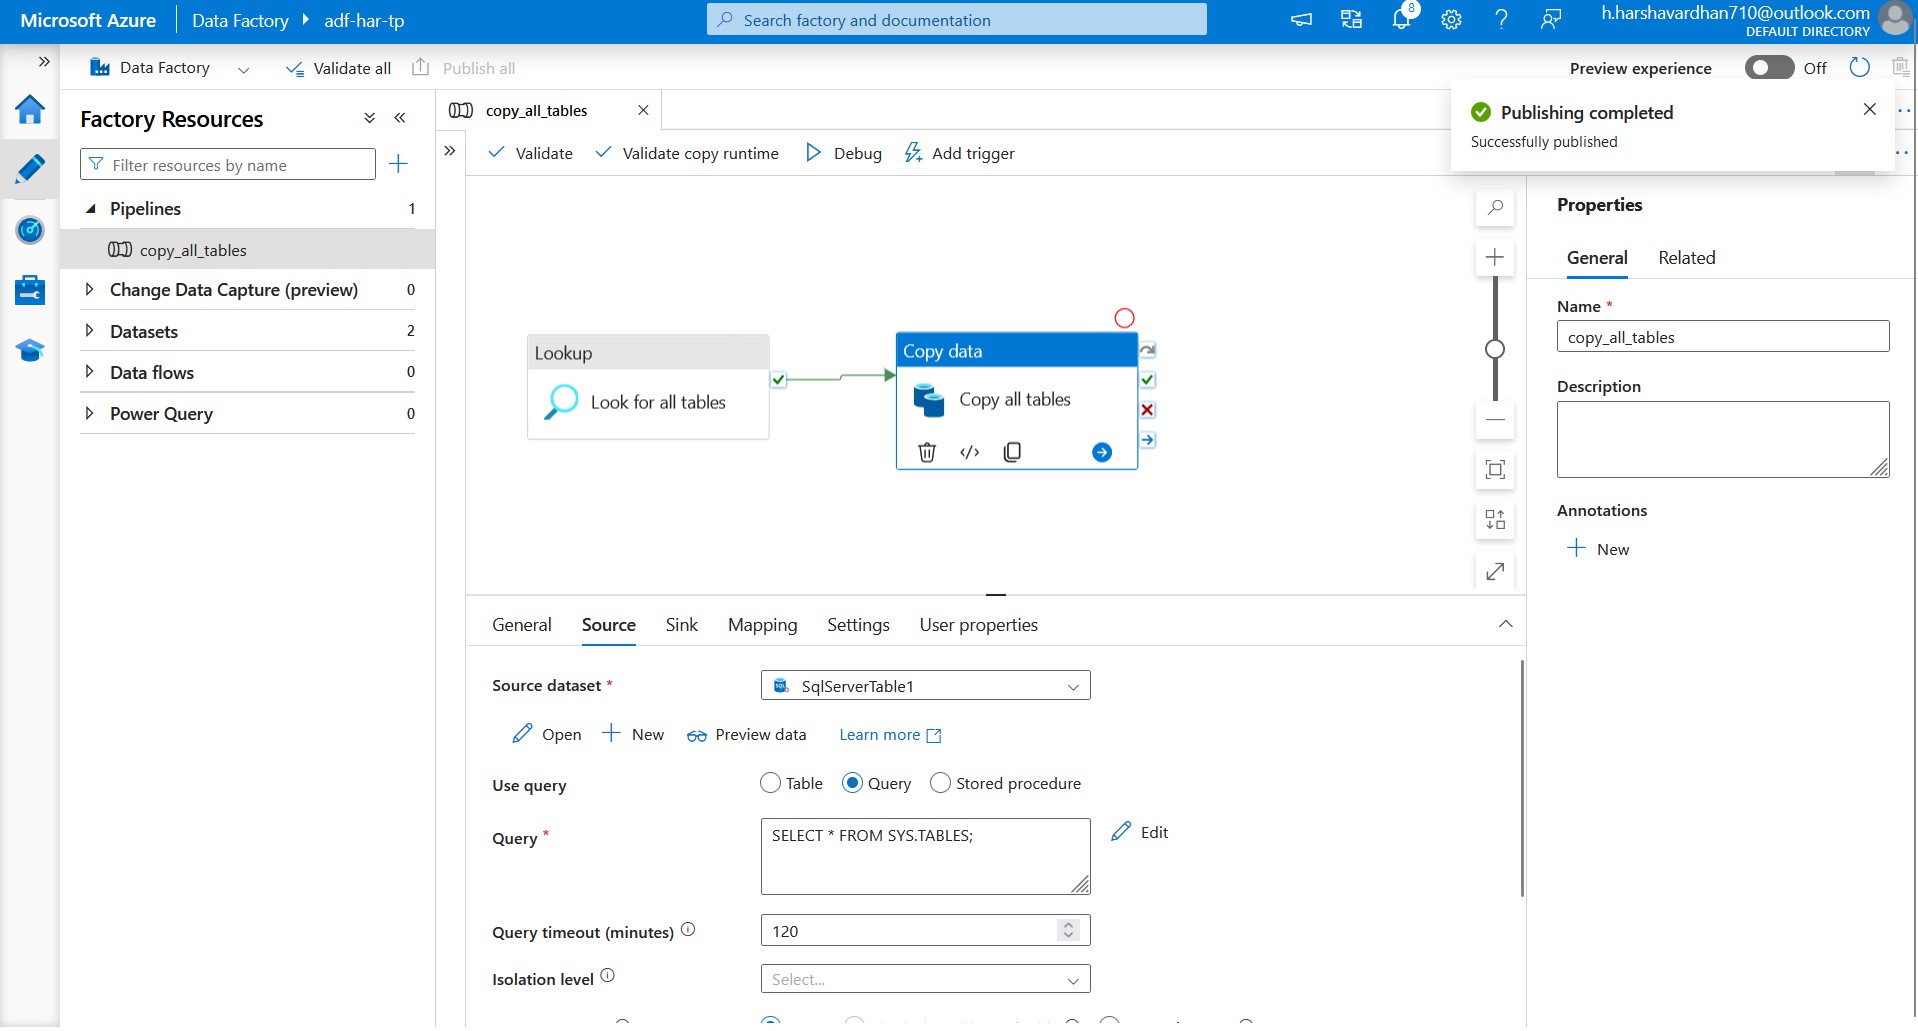 Microsoft Azure
Data Factory
adf-har-tp
Search factory and documentation
8
h.harshavardhan710@outlook.com
DEFAULT DIRECTORY
Data Factory
Validate all
Publish all
Preview experience
Off
Publishing completed
Successfully published
Factory Resources
Filter resources by name
Pipelines
1
copy_all_tables
Change Data Capture (preview)
0
Datasets
2
Data flows
0
Power Query
0
copy_all_tables
Validate
Validate copy runtime
Debug
Add trigger
Lookup
Look for all tables
Copy data
Copy all tables
Properties
General
Related
Name *
copy_all_tables
Description
Annotations
New
General
Source
Sink
Mapping
Settings
User properties
Source dataset *
SqlServerTable1
Open
New
Preview data
Learn more
Use query
Table
Query
Stored procedure
Query *
SELECT * FROM SYS.TABLES;
Edit
Query timeout (minutes)
120
Isolation level
Select...